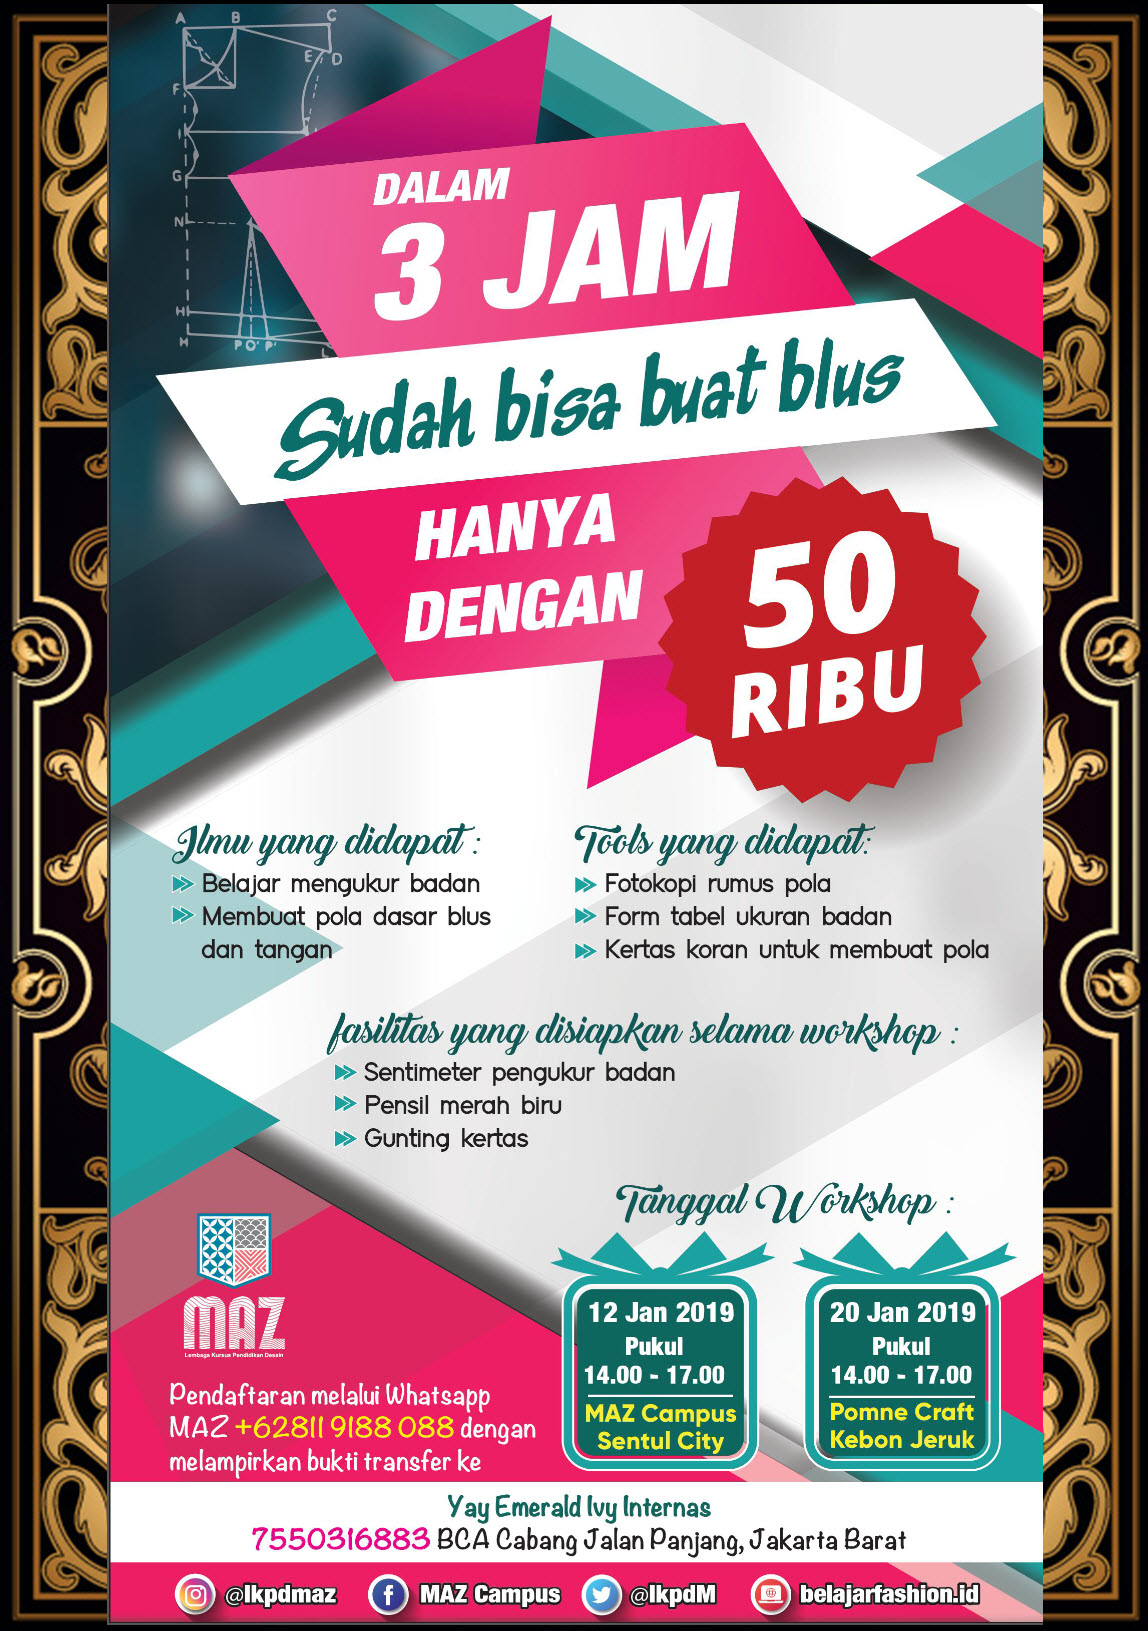 A B C
E D
F
I
G
N
H
H P O' P' L
DALAM
3 JAM
Sudah bisa buat blus
HANYA
DENGAN
50
RIBU
Ilmu yang didapat :
Belajar mengukur badan
Membuat pola dasar blus
dan tangan
Tools yang didapat:
Fotokopi rumus pola
Form tabel ukuran badan
Kertas koran untuk membuat pola
fasilitas yang disiapkan selama workshop :
Sentimeter pengukur badan
Pensil merah biru
Gunting kertas
Tanggal Workshop :
12 Jan 2019
Pukul
14.00 - 17.00
MAZ Campus
Sentul City
20 Jan 2019
Pukul
14.00 - 17.00
Pomne Craft
Kebon Jeruk
MAZ
Lembaga Kursus Pendidikan Desain
Pendaftaran melalui Whatsapp
MAZ +62811 9188 088 dengan
melampirkan bukti transfer ke
Yay Emerald Ivy Internas
7550316883 BCA Cabang Jalan Panjang, Jakarta Barat
@lkpdmaz MAZ Campus @lkpdM belajarfashion.id